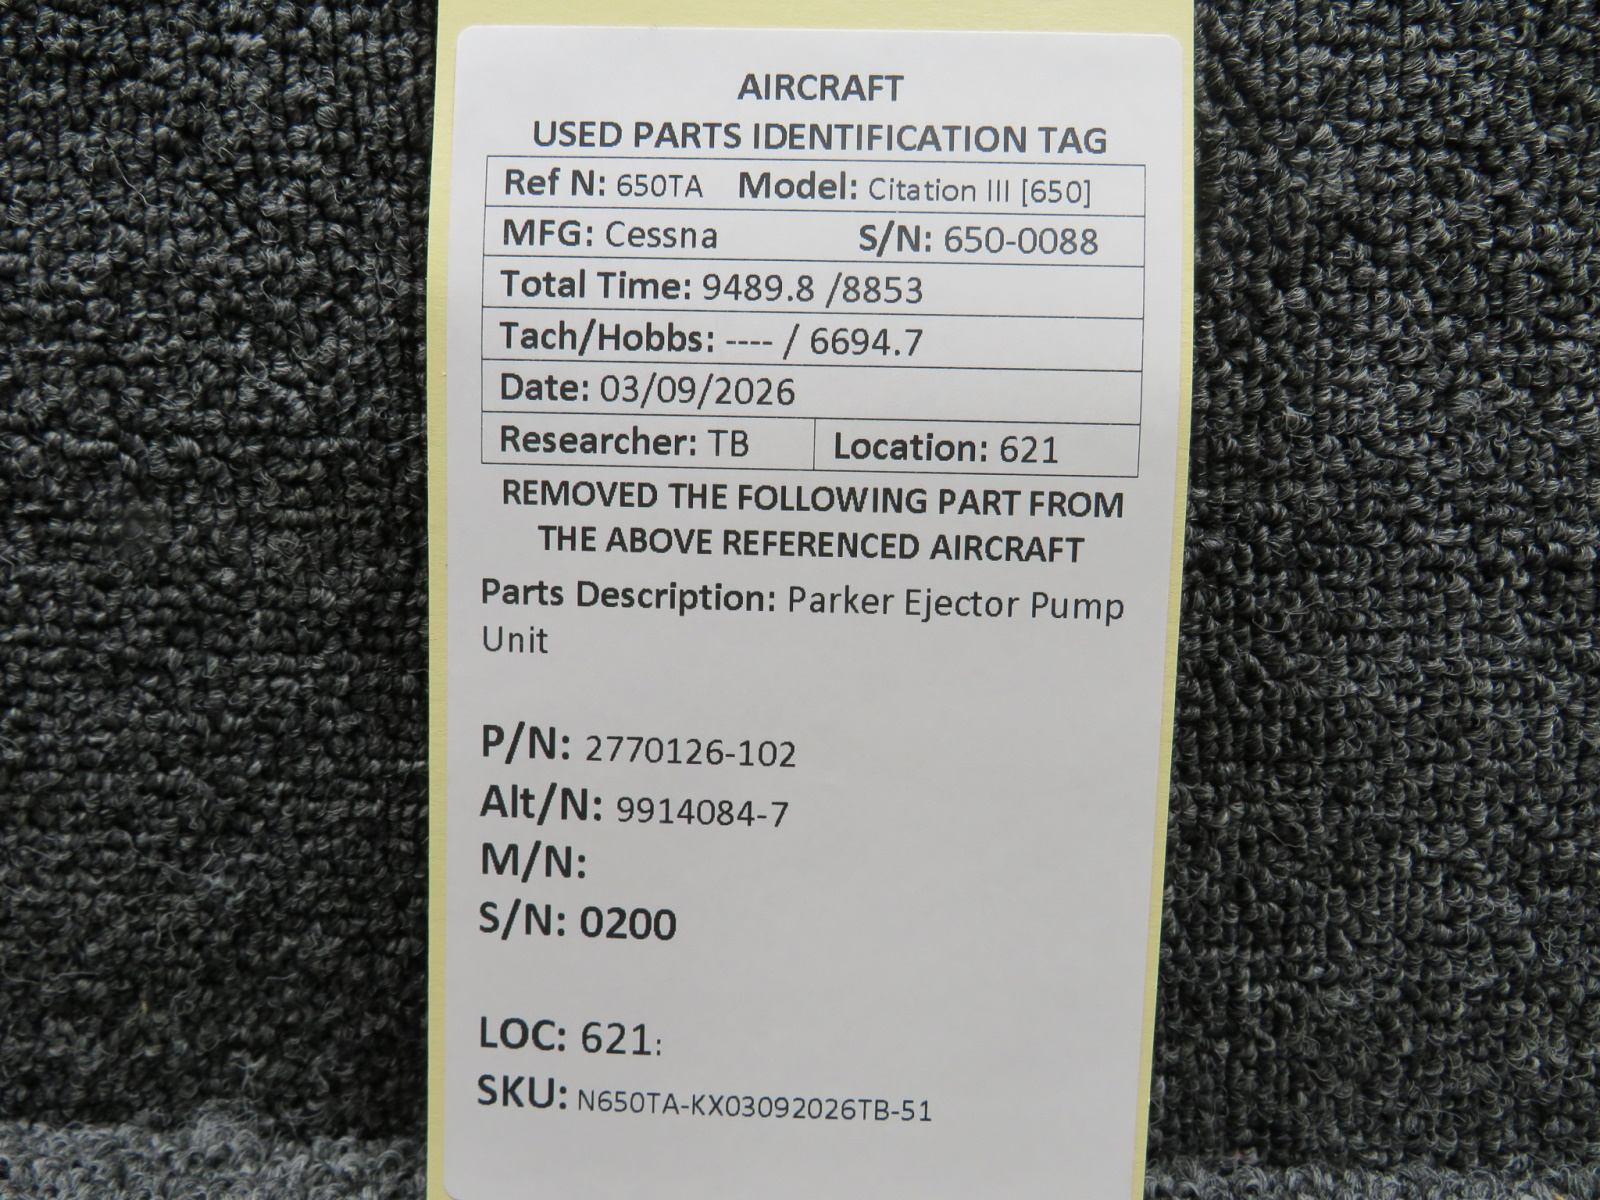 AIRCRAFT
USED PARTS IDENTIFICATION TAG
Ref N: 650TA Model: Citation III [650]
MFG: Cessna S/N: 650-0088
Total Time: 9489.8 /8853
Tach/Hobbs: ---- / 6694.7
Date: 03/09/2026
Researcher: TB Location: 621
REMOVED THE FOLLOWING PART FROM
THE ABOVE REFERENCED AIRCRAFT
Parts Description: Parker Ejector Pump
Unit
P/N: 2770126-102
Alt/N: 9914084-7
M/N:
S/N: 0200
LOC: 621:
SKU: N650TA-KX03092026TB-51